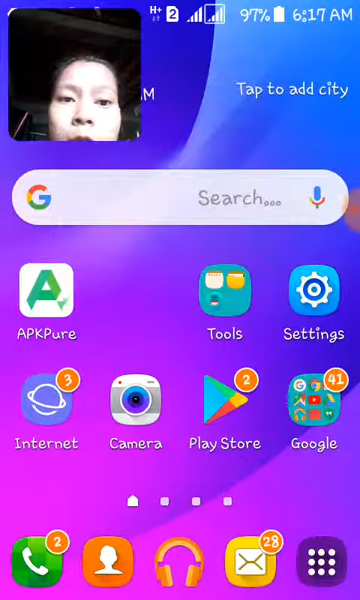 H+ 2 97% 6:17 AM
M
Tap to add city
Search...
APKPure
Tools
Settings
3
2
41
Internet
Camera
Play Store
Google
2
28